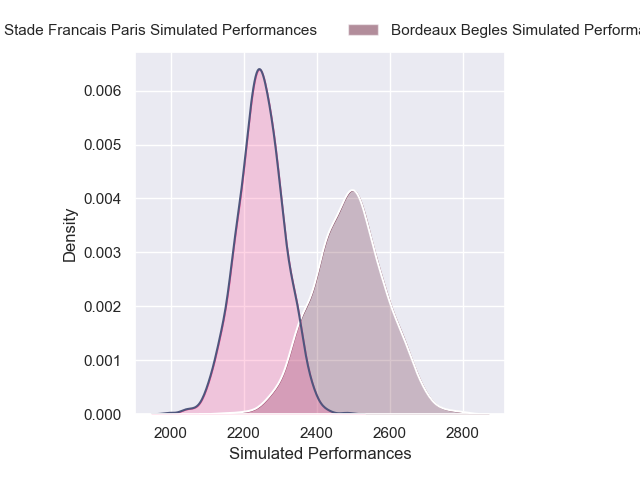 Stade Francais Paris Simulated Performances
Bordeaux Begles Simulated
Density
0.006
0.005
0.004
0.003
0.002
0.001
0.000
2000 2200 2400 2600 2800
Simulated Performances